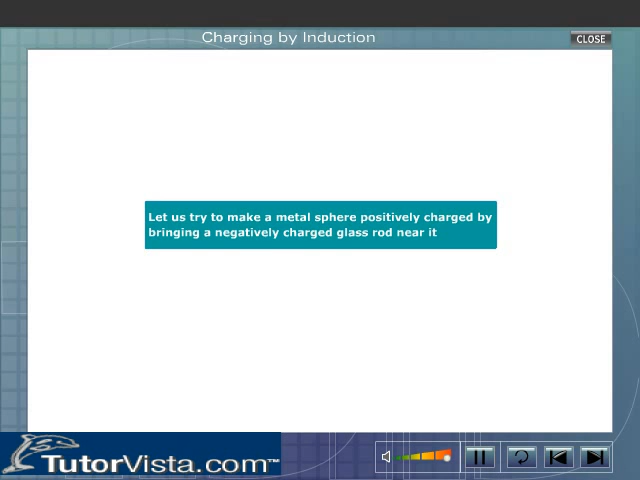 Charging by Induction
CLOSE
Let us try to make a metal sphere positively charged by
bringing a negatively charged glass rod near it
TutorVista.com™